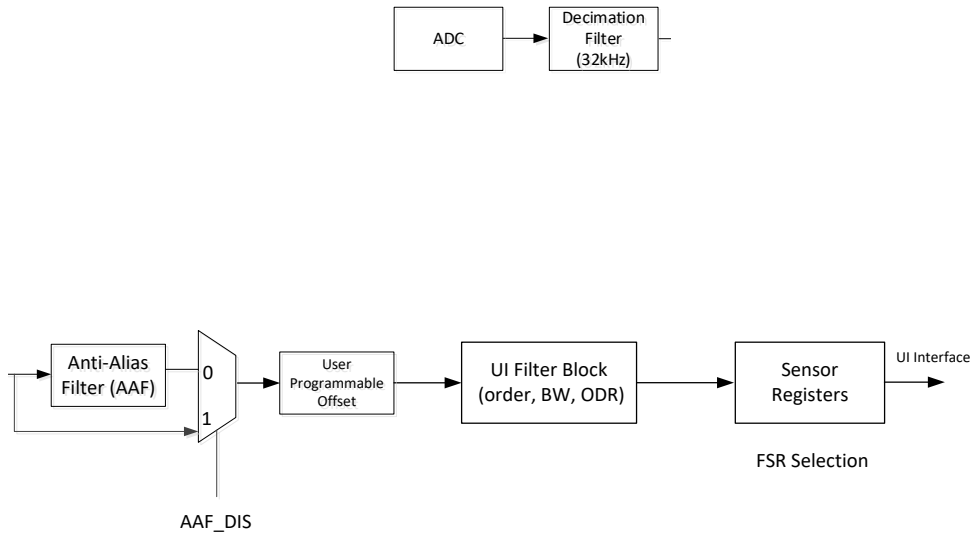 ADC
Decimation
Filter
(32kHz)
Anti-Alias
Filter (AAF)
0
1
AAF_DIS
User
Programmable
Offset
UI Filter Block
(order, BW, ODR)
Sensor
Registers
FSR Selection
UI Interface